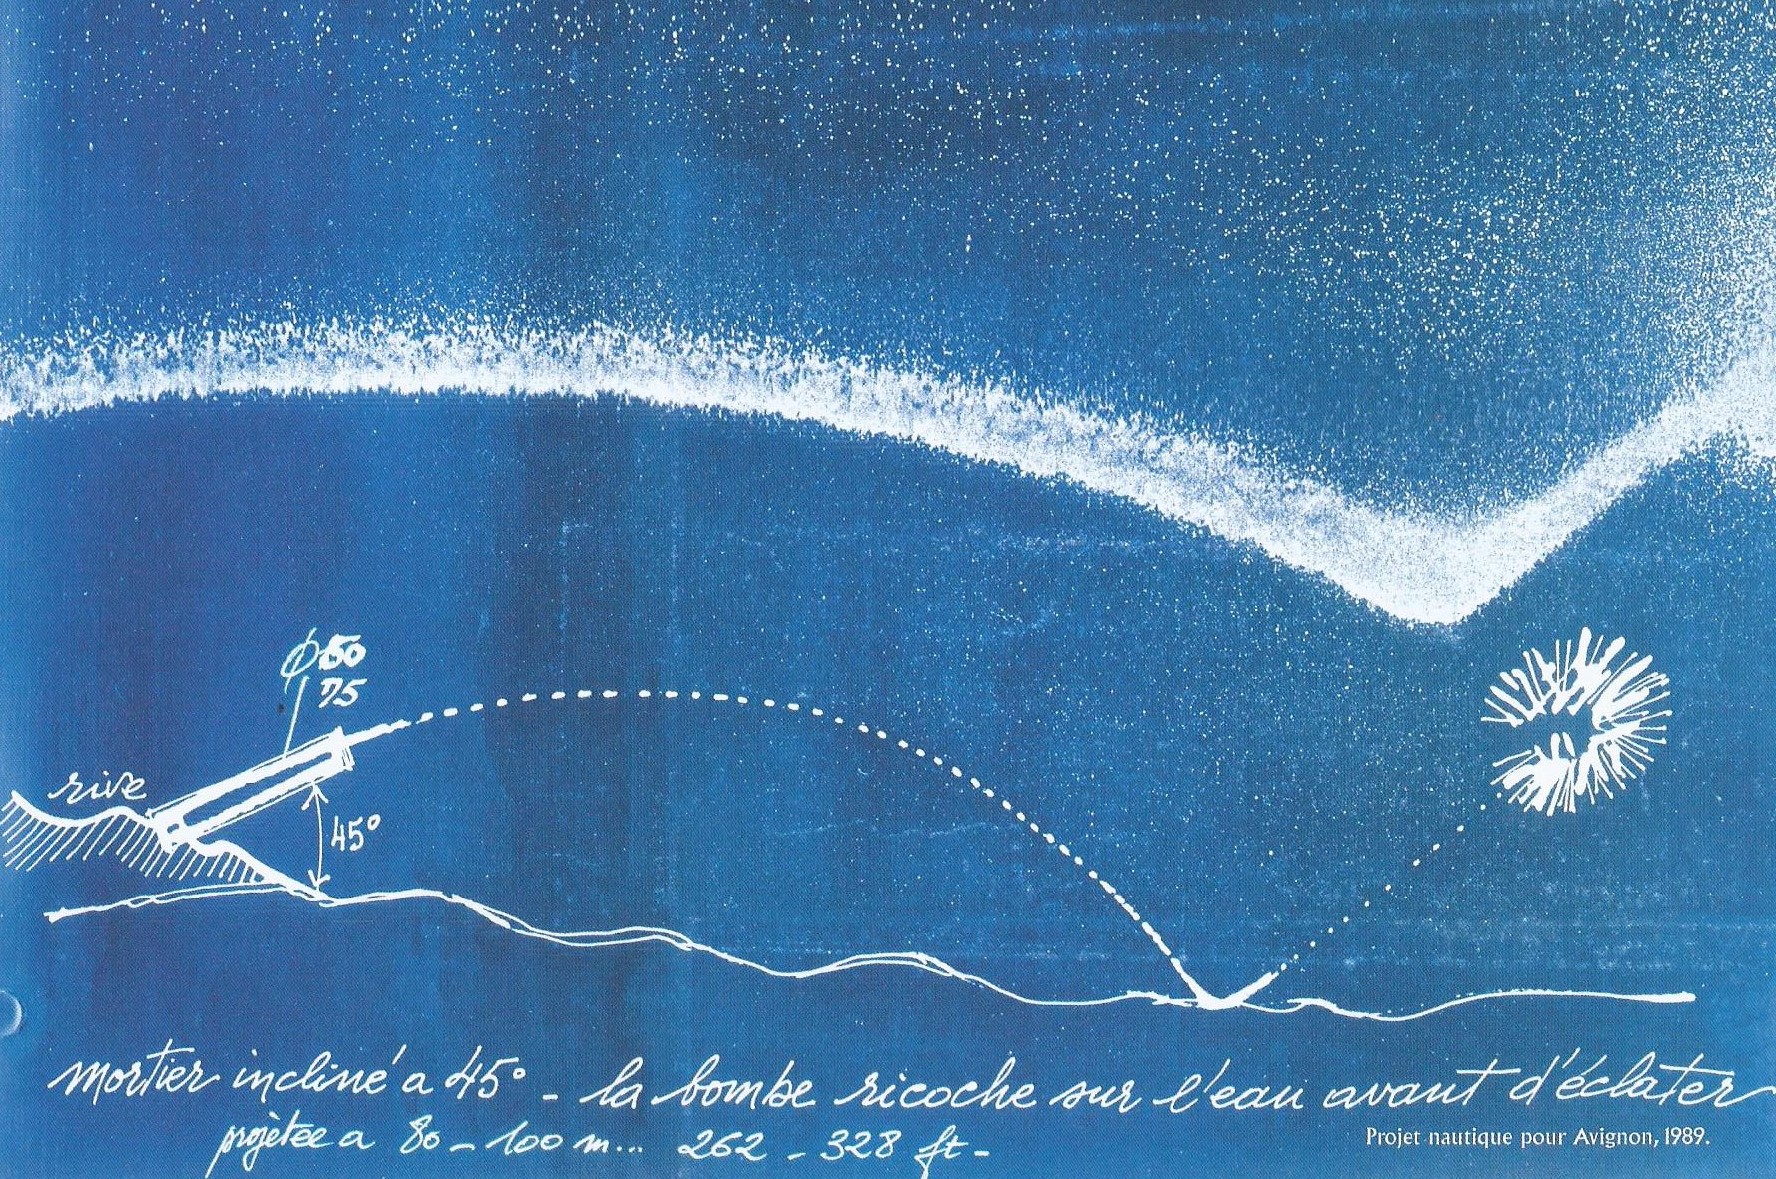 ϕ 50
75
rive
45°
mortier incliné a 45° - la bombe ricoche sur l'eau avant d'éclater
projetée a 80 - 100 m... 262 - 328 ft -
Projet nautique pour Avignon, 1989.